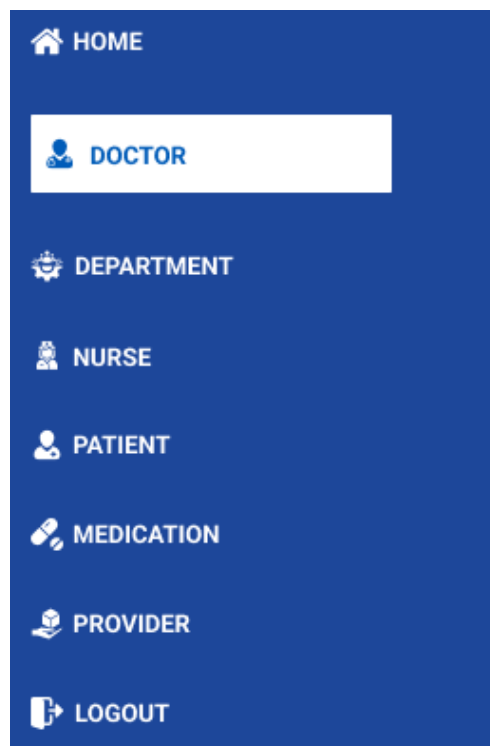 HOME
DOCTOR
DEPARTMENT
NURSE
PATIENT
MEDICATION
PROVIDER
LOGOUT